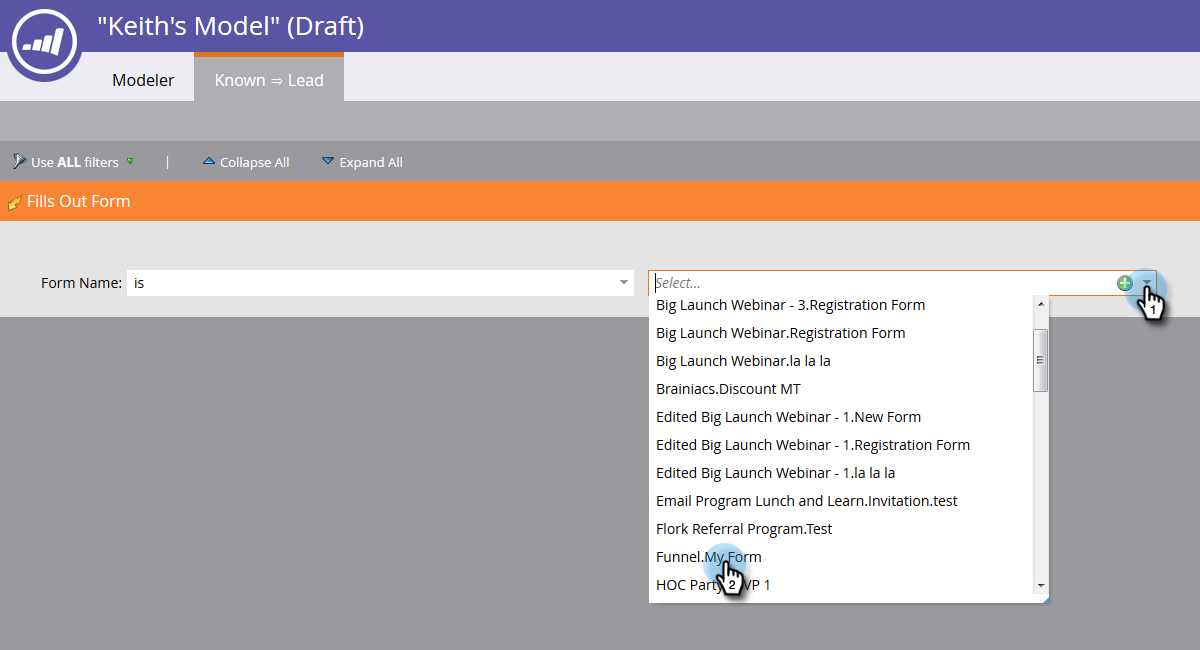 "Keith's Model" (Draft)
Modeler
Known ⇒ Lead
Use ALL filters | Collapse All Expand All
Fills Out Form
Form Name: is Select...
1
Big Launch Webinar - 3.Registration Form
Big Launch Webinar.Registration Form
Big Launch Webinar.la la la
Brainiacs.Discount MT
Edited Big Launch Webinar - 1.New Form
Edited Big Launch Webinar - 1.Registration Form
Edited Big Launch Webinar - 1.la la la
Email Program Lunch and Learn.Invitation.test
Flork Referral Program.Test
Funnel.My Form
2
HOC Party 1